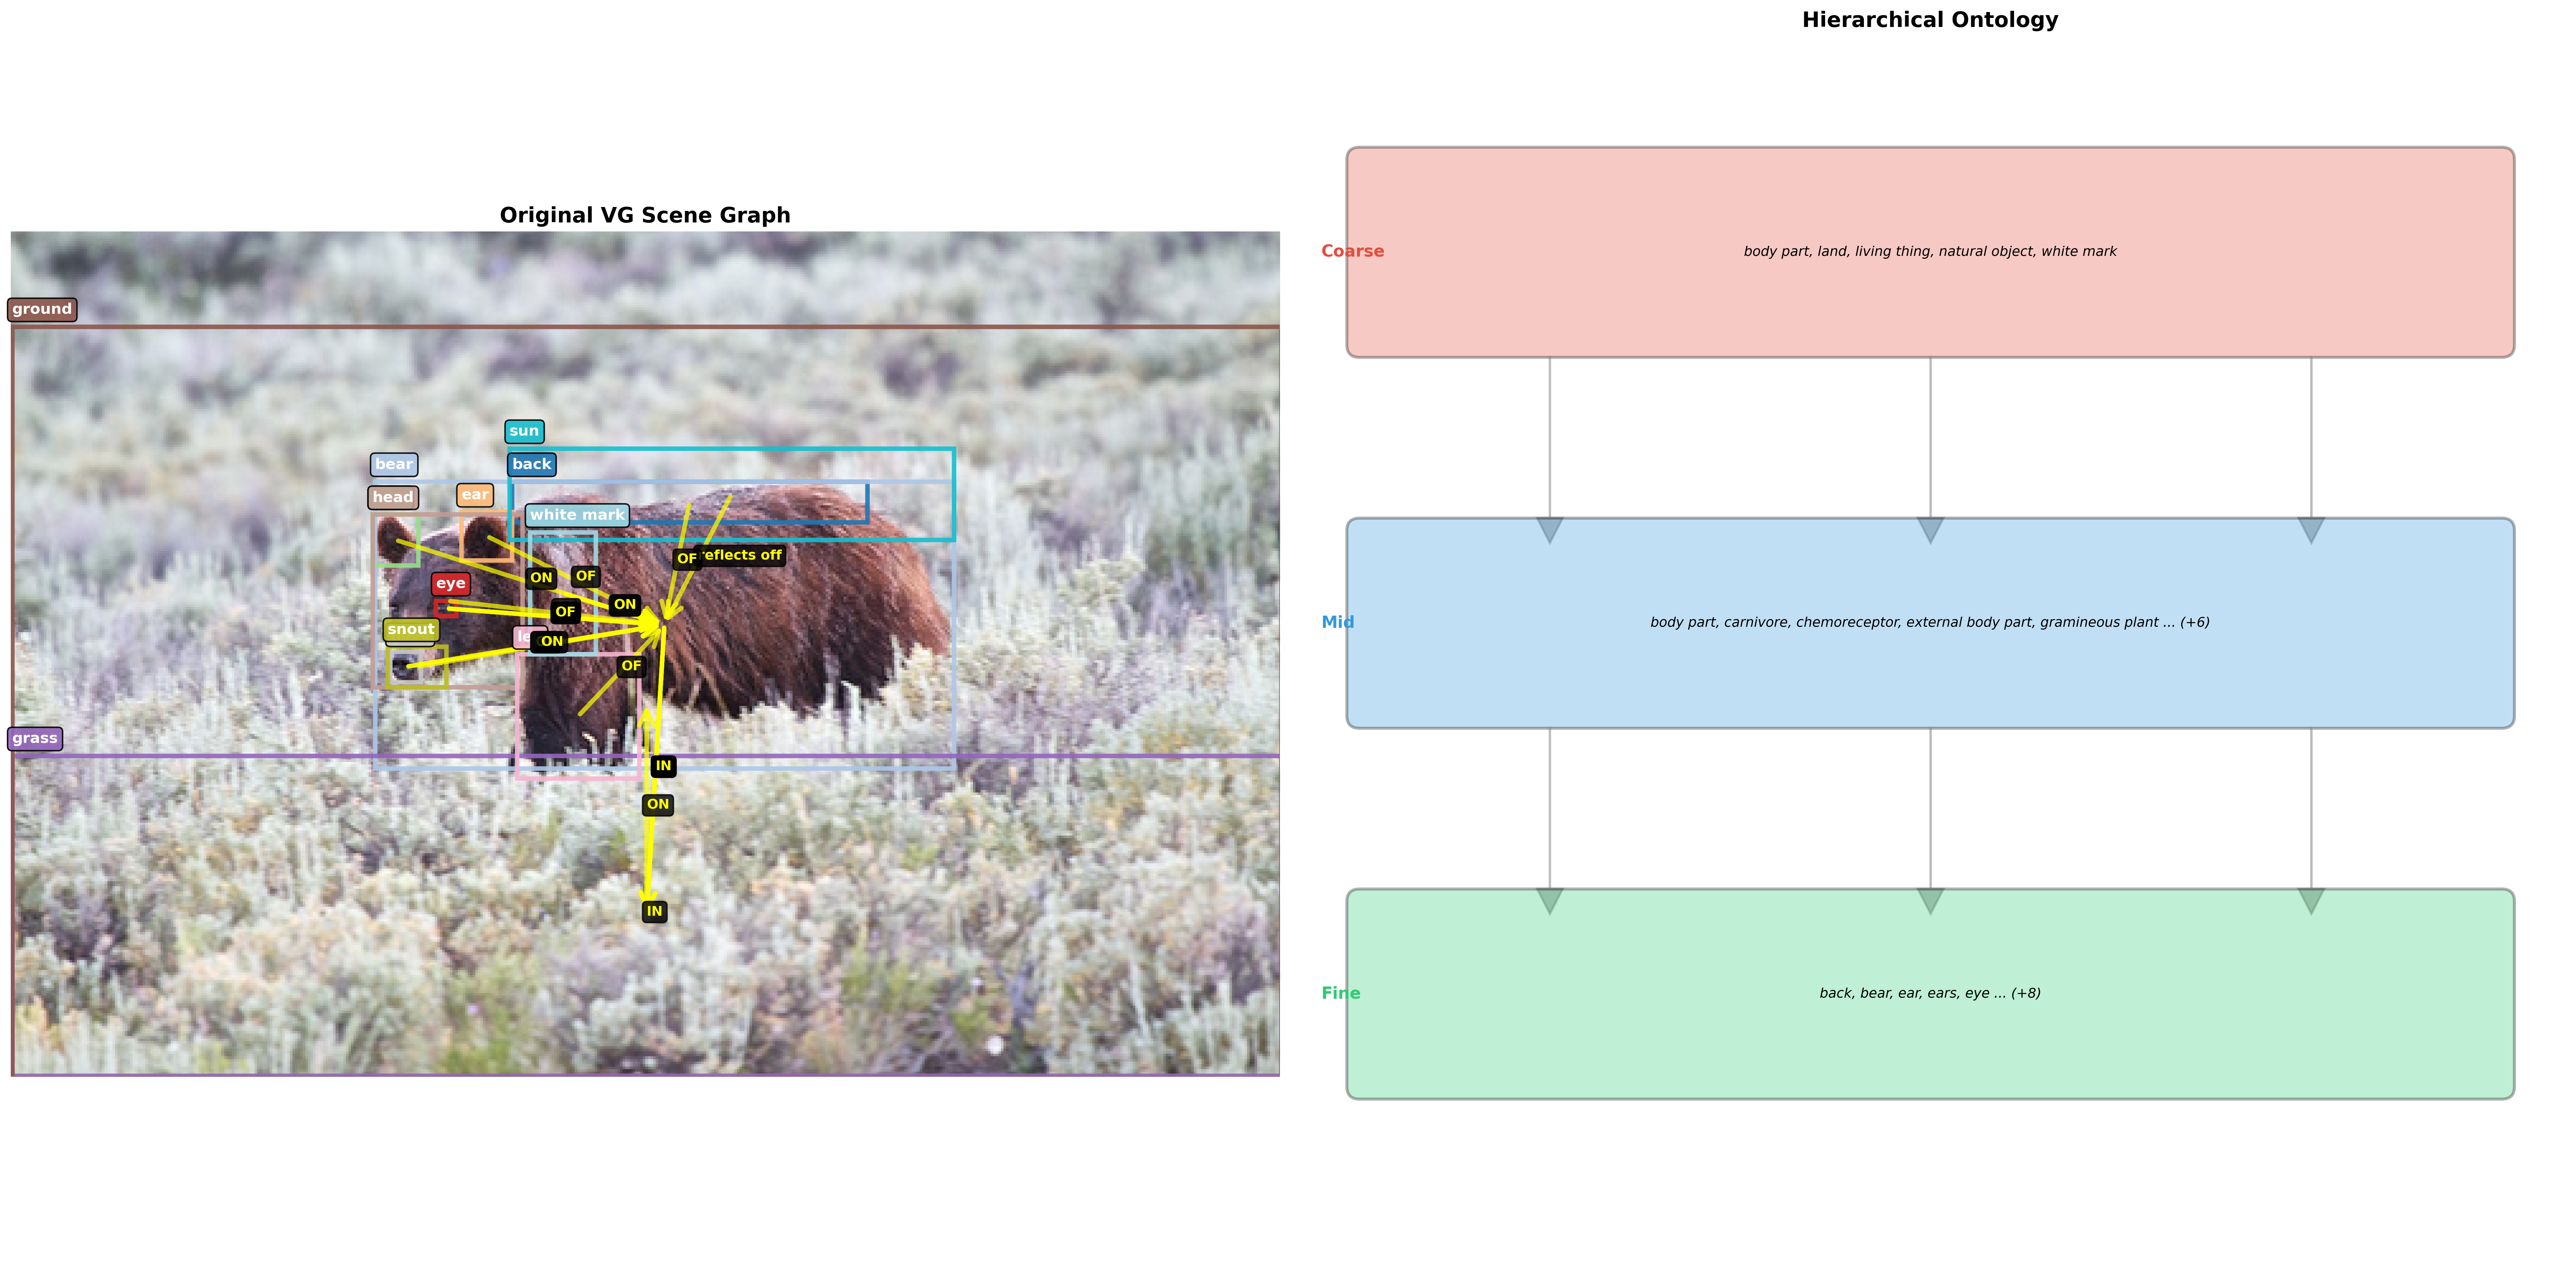 Hierarchical Ontology
Original VG Scene Graph
Coarse
body part, land, living thing, natural object, white mark
ground
sun
bear
back
head
ear
white mark
OF
reflects off
ON
OF
eye
OF
ON
snout
ON
OF
Mid
body part, carnivore, chemoreceptor, external body part, gramineous plant ... (+6)
grass
IN
ON
IN
Fine
back, bear, ear, ears, eye ... (+8)